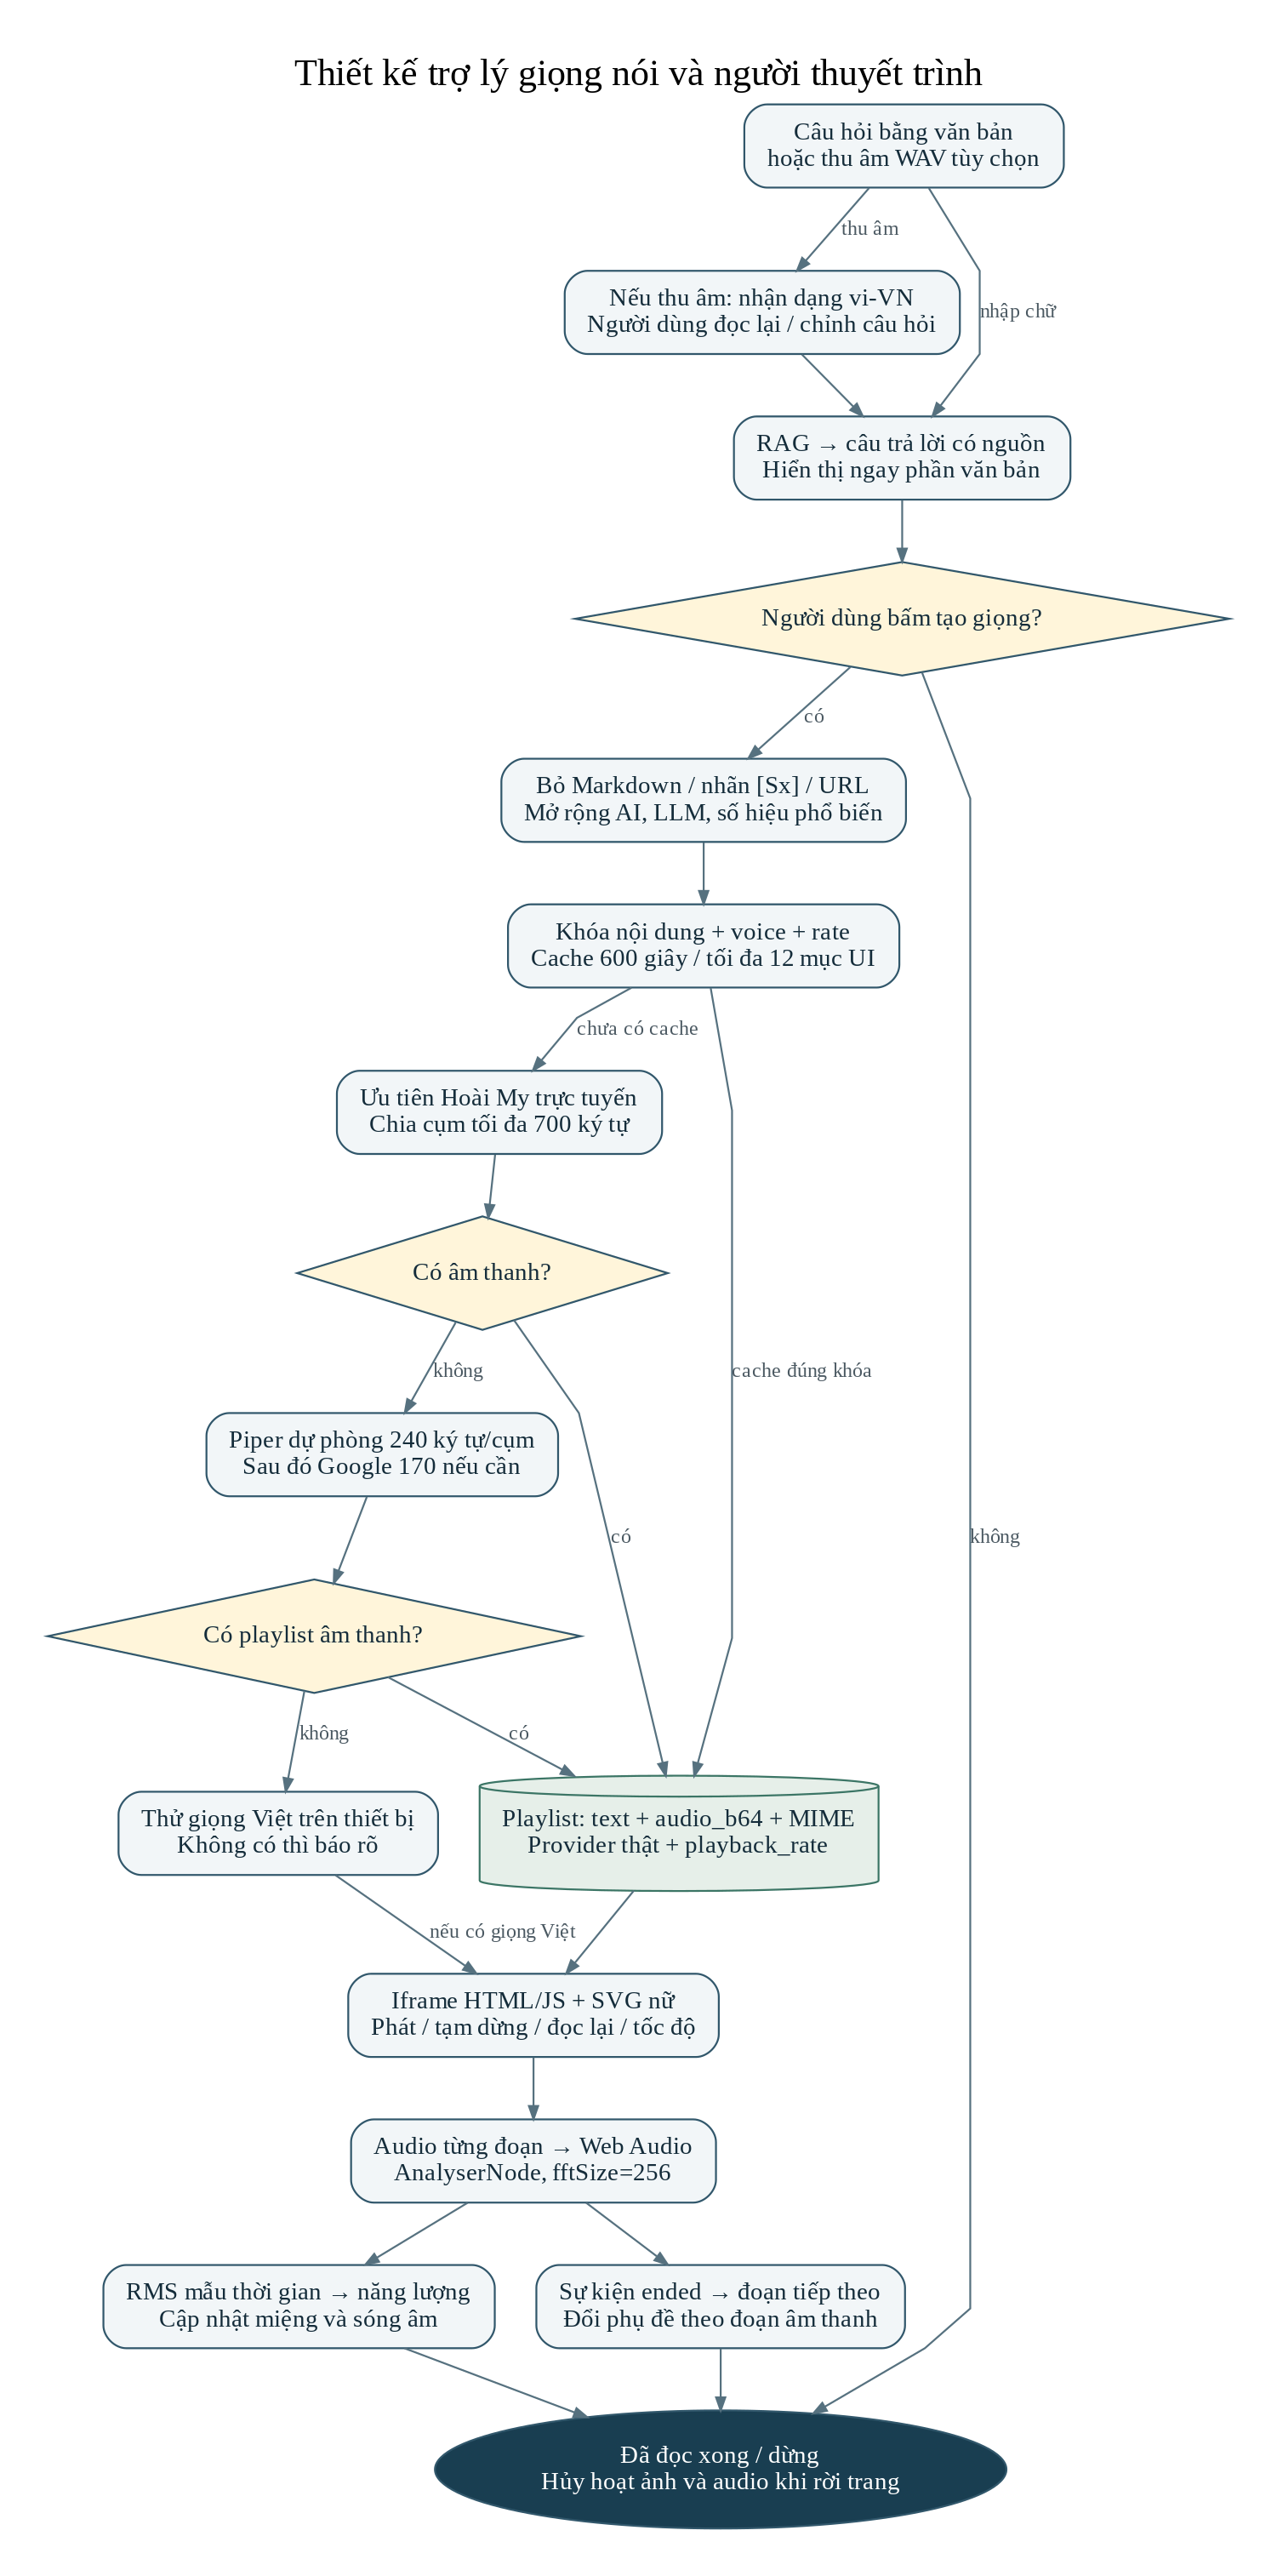 Thiết kế trợ lý giọng nói và người thuyết trình
Câu hỏi bằng văn bản
hoặc thu âm WAV tùy chọn
thu âm
Nếu thu âm: nhận dạng vi-VN
Người dùng đọc lại / chỉnh câu hỏi
nhập chữ
RAG → câu trả lời có nguồn
Hiển thị ngay phần văn bản
Người dùng bấm tạo giọng?
có
Bỏ Markdown / nhãn [Sx] / URL
Mở rộng AI, LLM, số hiệu phổ biến
Khóa nội dung + voice + rate
Cache 600 giây / tối đa 12 mục UI
chưa có cache
Ưu tiên Hoài My trực tuyến
Chia cụm tối đa 700 ký tự
Có âm thanh?
không
cache đúng khóa
Piper dự phòng 240 ký tự/cụm
Sau đó Google 170 nếu cần
có
không
Có playlist âm thanh?
không
có
Thử giọng Việt trên thiết bị
Không có thì báo rõ
Playlist: text + audio_b64 + MIME
Provider thật + playback_rate
nếu có giọng Việt
Iframe HTML/JS + SVG nữ
Phát / tạm dừng / đọc lại / tốc độ
Audio từng đoạn → Web Audio
AnalyserNode, fftSize=256
RMS mẫu thời gian → năng lượng
Cập nhật miệng và sóng âm
Sự kiện ended → đoạn tiếp theo
Đổi phụ đề theo đoạn âm thanh
Đã đọc xong / dừng
Hủy hoạt ảnh và audio khi rời trang